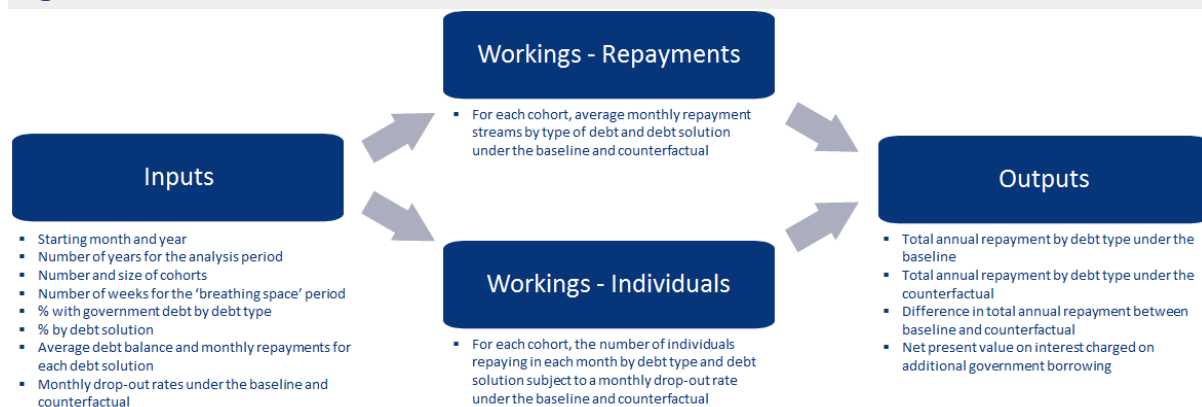 Inputs
▪ Starting month and year
▪ Number of years for the analysis period
▪ Number and size of cohorts
▪ Number of weeks for the ‘breathing space’ period
▪ % with government debt by debt type
▪ % by debt solution
▪ Average debt balance and monthly repayments for
each debt solution
▪ Monthly drop-out rates under the baseline and
counterfactual
Workings - Repayments
▪ For each cohort, average monthly repayment
streams by type of debt and debt solution
under the baseline and counterfactual
Workings - Individuals
▪ For each cohort, the number of individuals
repaying in each month by debt type and debt
solution subject to a monthly drop-out rate
under the baseline and counterfactual
Outputs
▪ Total annual repayment by debt type under the
baseline
▪ Total annual repayment by debt type under the
counterfactual
▪ Difference in total annual repayment between
baseline and counterfactual
▪ Net present value on interest charged on
additional government borrowing